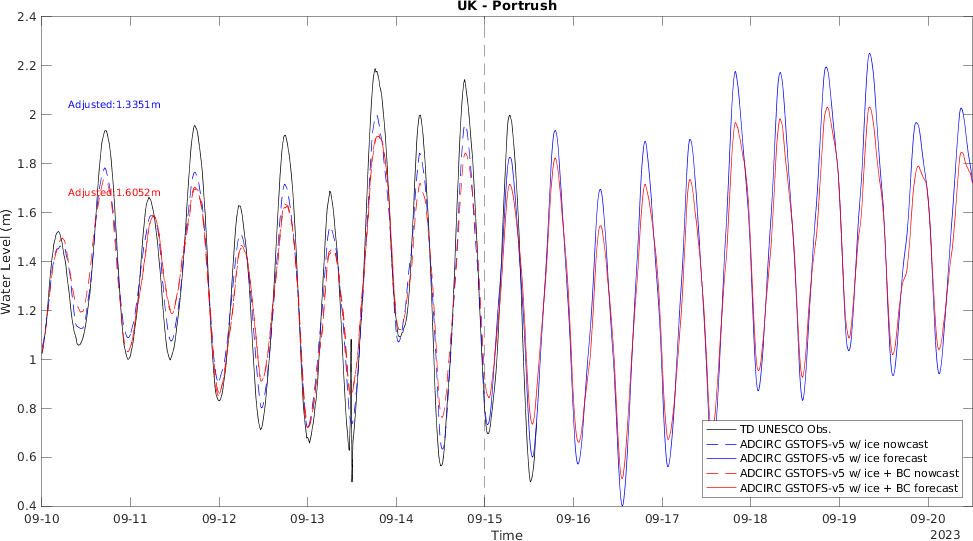 UK - Portrush
2.4
2.2
2
1.8
1.6
1.4
1.2
1
0.8
0.6
0.4
Water Level (m)
Adjusted:1.3351m
Adjusted:1.6052m
TD UNESCO Obs.
ADCIRC GSTOFS-v5 w/ ice nowcast
ADCIRC GSTOFS-v5 w/ ice forecast
ADCIRC GSTOFS-v5 w/ ice + BC nowcast
ADCIRC GSTOFS-v5 w/ ice + BC forecast
09-10 09-11 09-12 09-13 09-14 09-15 09-16 09-17 09-18 09-19 09-20
Time
2023